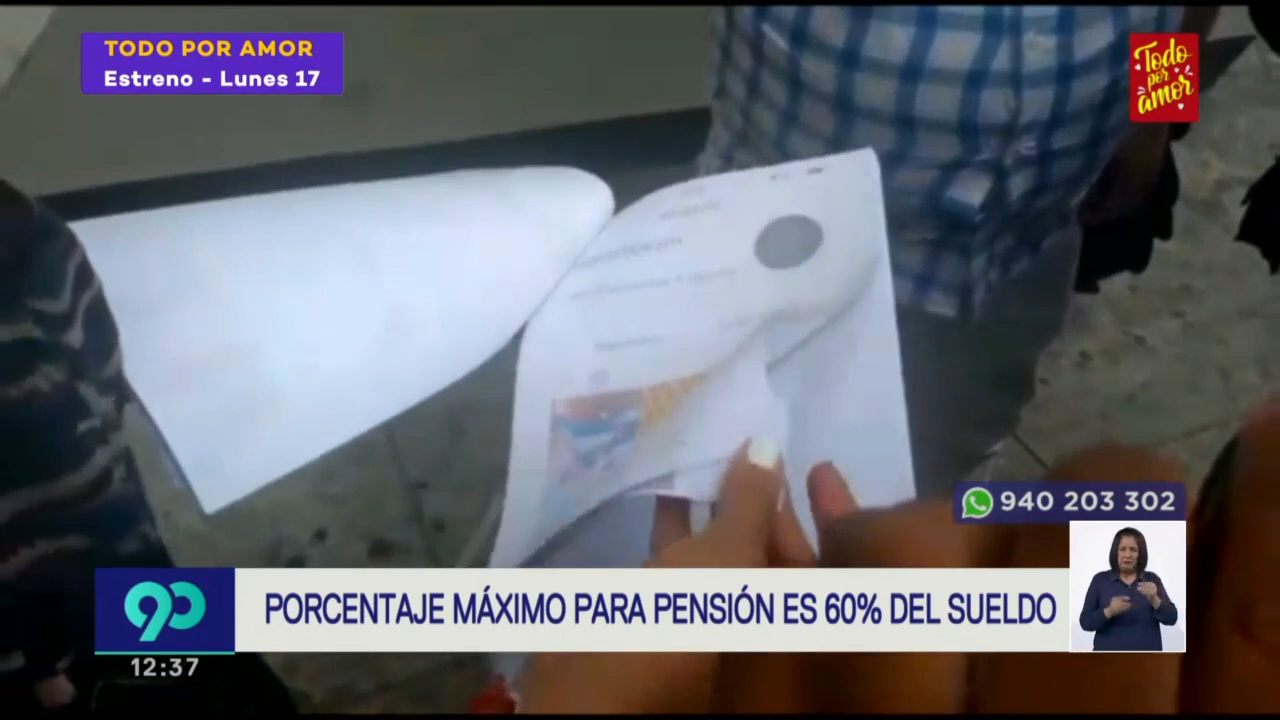 TODO POR AMOR
Estreno - Lunes 17
Todo
por
amor
940 203 302
90
PORCENTAJE MÁXIMO PARA PENSIÓN ES 60% DEL SUELDO
12:37